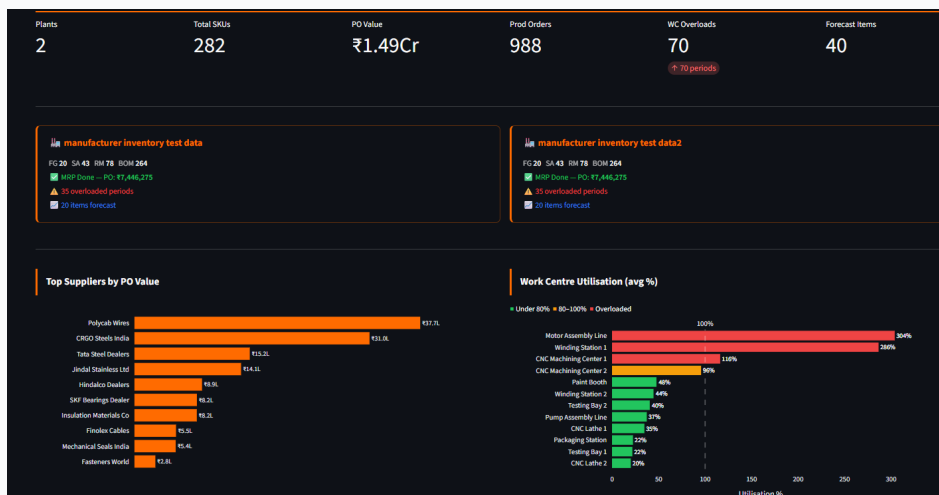 Plants
2
Total SKUs
282
PO Value
₹1.49Cr
Prod Orders
988
WC Overloads
70
↑ 70 periods
Forecast Items
40
manufacturer inventory test data
FG 20 SA 43 RM 78 BOM 264
MRP Done — PO: ₹7,446,275
35 overloaded periods
20 items forecast
manufacturer inventory test data2
FG 20 SA 43 RM 78 BOM 264
MRP Done — PO: ₹7,446,275
35 overloaded periods
20 items forecast
Top Suppliers by PO Value
Polycab Wires ₹37.7L
CRGO Steels India ₹31.0L
Tata Steel Dealers ₹15.2L
Jindal Stainless Ltd ₹14.1L
Hindalco Dealers ₹8.9L
SKF Bearings Dealer ₹8.2L
Insulation Materials Co ₹8.2L
Finolex Cables ₹5.5L
Mechanical Seals India ₹5.4L
Fasteners World ₹2.8L
Work Centre Utilisation (avg %)
Under 80% 80–100% Overloaded
100%
Motor Assembly Line 304%
Winding Station 1 286%
CNC Machining Center 1 116%
CNC Machining Center 2 96%
Paint Booth 48%
Winding Station 2 44%
Testing Bay 2 40%
Pump Assembly Line 37%
CNC Lathe 1 35%
Packaging Station 22%
Testing Bay 1 22%
CNC Lathe 2 20%
0 50 100 150 200 250 300
Utilisation %